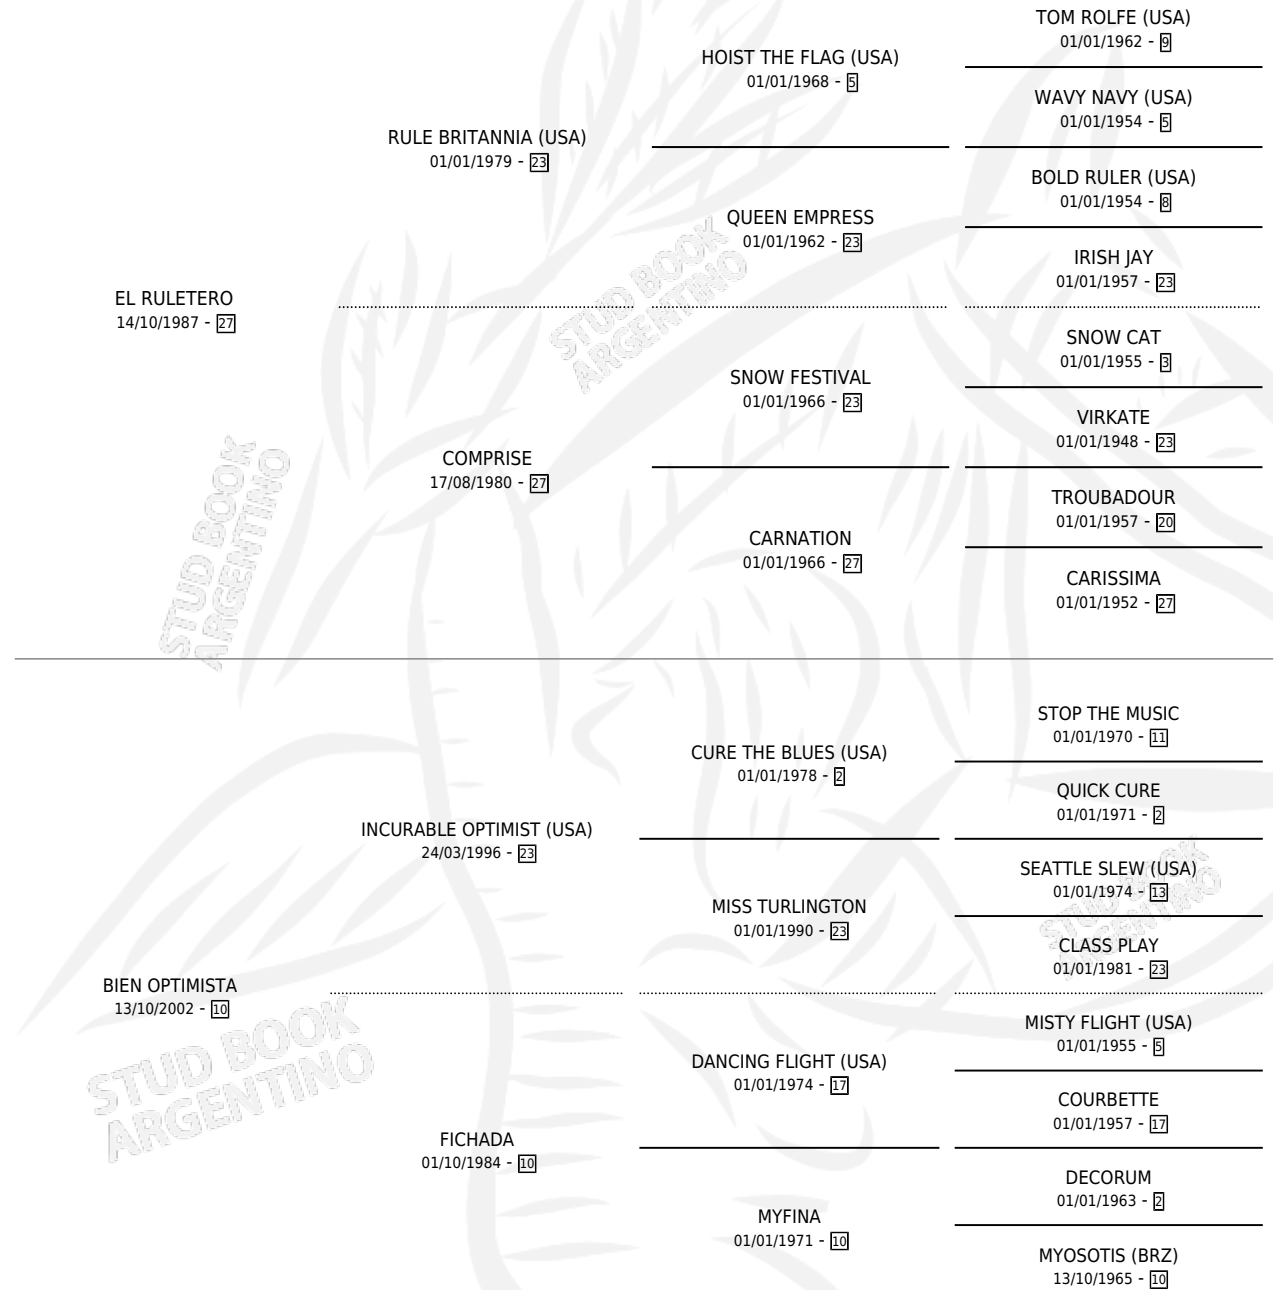 TOM ROLFE (USA)
01/01/1962 - 9
HOIST THE FLAG (USA)
01/01/1968 - 5
WAVY NAVY (USA)
01/01/1954 - 5
RULE BRITANNIA (USA)
01/01/1979 - 23
BOLD RULER (USA)
01/01/1954 - 8
QUEEN EMPRESS
01/01/1962 - 23
IRISH JAY
01/01/1957 - 23
EL RULETERO
14/10/1987 - 27
SNOW CAT
01/01/1955 - 3
SNOW FESTIVAL
01/01/1966 - 23
VIRKATE
01/01/1948 - 23
COMPRISE
17/08/1980 - 27
TROUBADOUR
01/01/1957 - 20
CARNATION
01/01/1966 - 27
CARISSIMA
01/01/1952 - 27
STUD BOOK
ARGENTINO
STUD BOOK
ARGENTINO
STOP THE MUSIC
01/01/1970 - 11
CURE THE BLUES (USA)
01/01/1978 - 2
QUICK CURE
01/01/1971 - 2
INCURABLE OPTIMIST (USA)
24/03/1996 - 23
SEATTLE SLEW (USA)
01/01/1974 - 13
MISS TURLINGTON
01/01/1990 - 23
CLASS PLAY
01/01/1981 - 23
BIEN OPTIMISTA
13/10/2002 - 10
MISTY FLIGHT (USA)
01/01/1955 - 5
DANCING FLIGHT (USA)
01/01/1974 - 17
COURBETTE
01/01/1957 - 17
FICHADA
01/10/1984 - 10
DECORUM
01/01/1963 - 2
MYFINA
01/01/1971 - 10
MYOSOTIS (BRZ)
13/10/1965 - 10
STUD BOOK
ARGENTINO
STUD BOOK
ARGENTINO